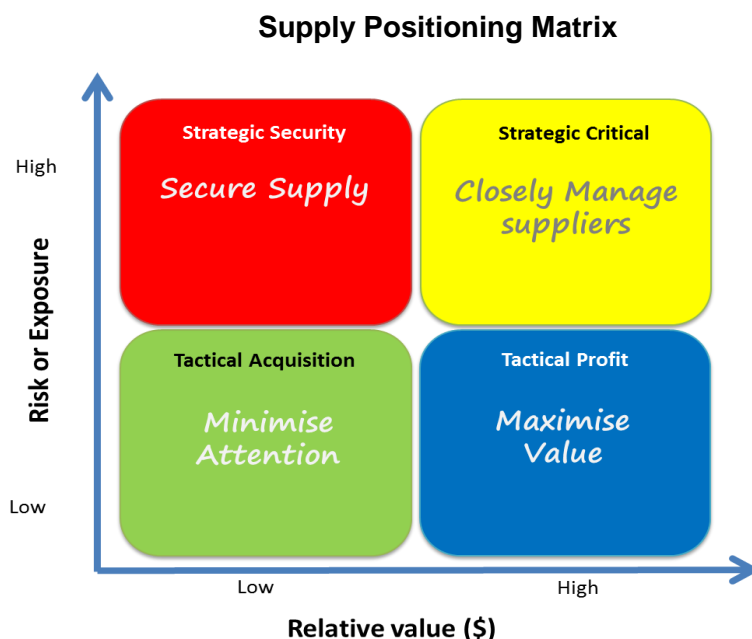 Supply Positioning Matrix
High
Risk or Exposure
Low
Strategic Security
Secure Supply
Strategic Critical
Closely Manage
suppliers
Tactical Acquisition
Minimise
Attention
Tactical Profit
Maximise
Value
Low
High
Relative value ($)